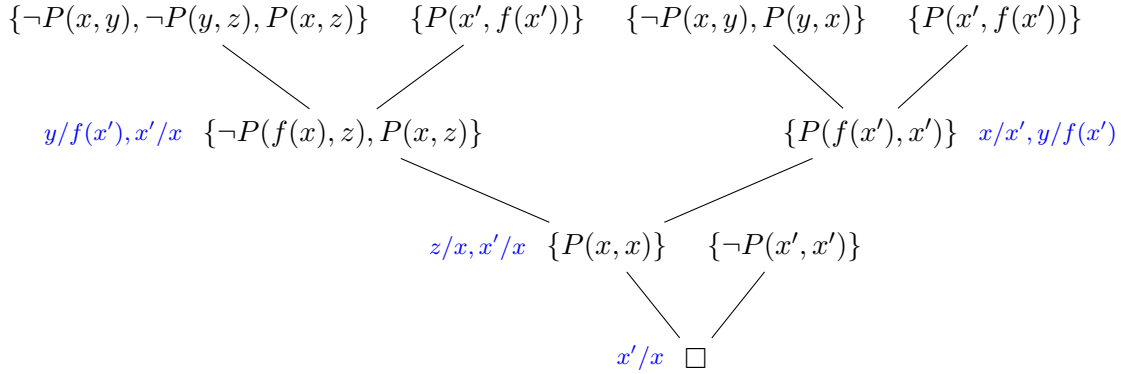 {¬P(x, y), ¬P(y, z), P(x, z)} {P(x′, f(x′))} {¬P(x, y), P(y, x)} {P(x′, f(x′))}
y/f(x′), x′/x {¬P(f(x), z), P(x, z)} {P(f(x′), x′)} x/x′, y/f(x′)
z/x, x′/x {P(x, x)} {¬P(x′, x′)}
x′/x □